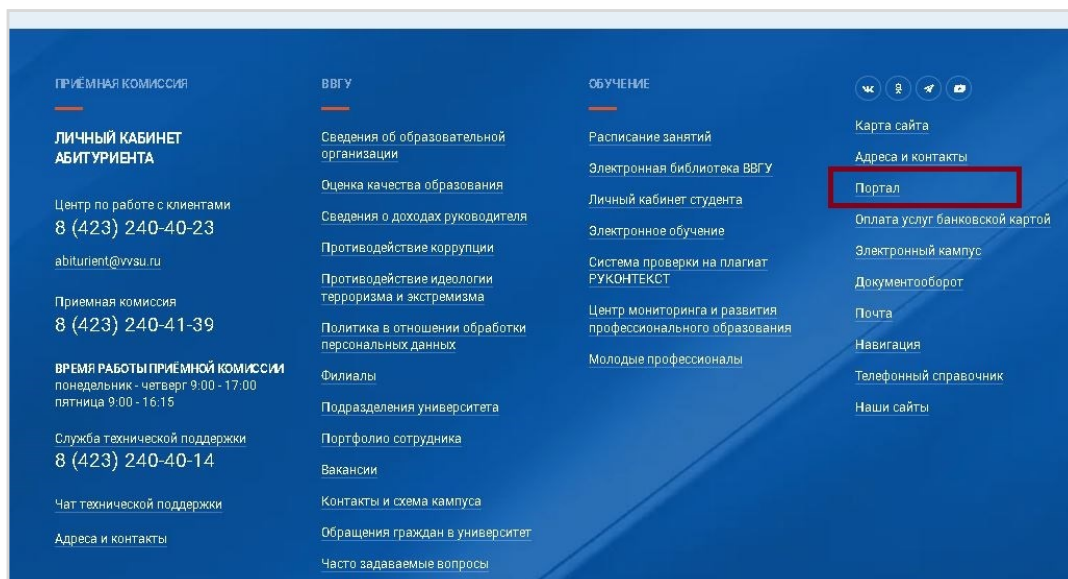 ПРИЁМНАЯ КОМИССИЯ
ЛИЧНЫЙ КАБИНЕТ
АБИТУРИЕНТА
Центр по работе с клиентами
8 (423) 240-40-23
abiturient@vvsu.ru
Приемная комиссия
8 (423) 240-41-39
ВРЕМЯ РАБОТЫ ПРИЁМНОЙ КОМИССИИ
понедельник - четверг 9:00 - 17:00
пятница 9:00 - 16:15
Служба технической поддержки
8 (423) 240-40-14
Чат технической поддержки
Адреса и контакты
ВВГУ
Сведения об образовательной
организации
Оценка качества образования
Сведения о доходах руководителя
Противодействие коррупции
Противодействие идеологии
терроризма и экстремизма
Политика в отношении обработки
персональных данных
Филиалы
Подразделения университета
Портфолио сотрудника
Вакансии
Контакты и схема кампуса
Обращения граждан в университет
Часто задаваемые вопросы
ОБУЧЕНИЕ
Расписание занятий
Электронная библиотека ВВГУ
Личный кабинет студента
Электронное обучение
Система проверки на плагиат
РУКОНТЕКСТ
Центр мониторинга и развития
профессионального образования
Молодые профессионалы
Карта сайта
Адреса и контакты
Портал
Оплата услуг банковской картой
Электронный кампус
Документооборот
Почта
Навигация
Телефонный справочник
Наши сайты